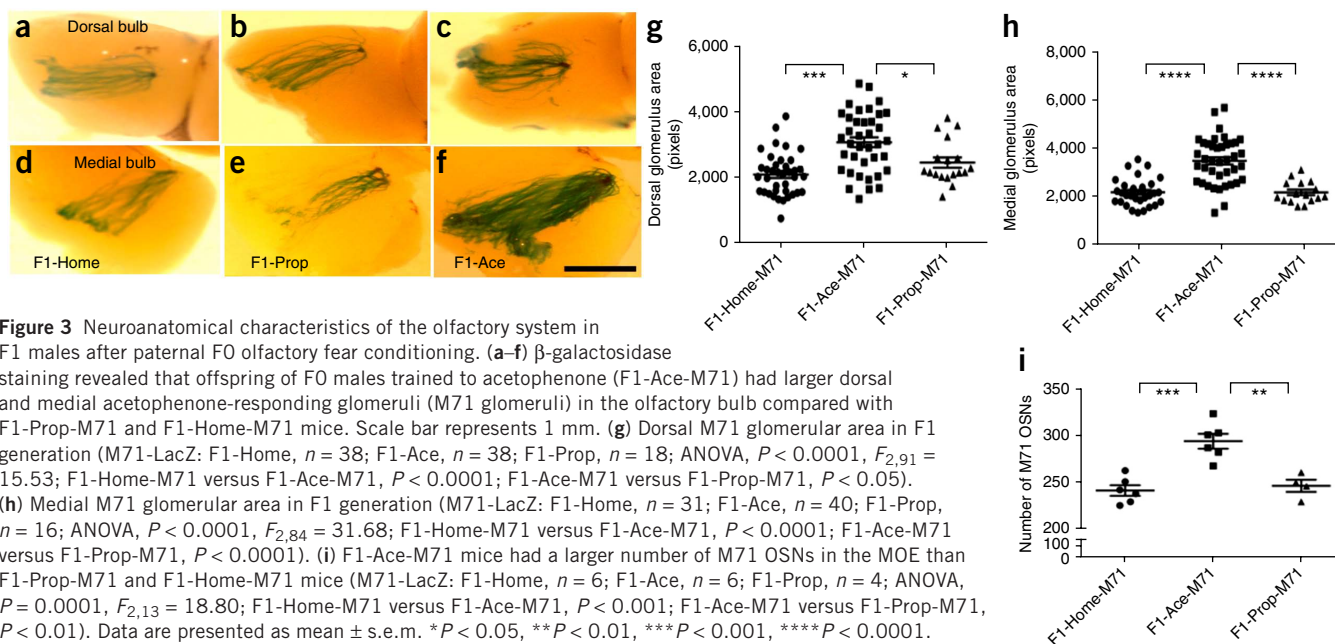 a Dorsal bulb
b
c
d Medial bulb
F1-Home
e
F1-Prop
f
F1-Ace
g
Dorsal glomerulus area
(pixels)
6,000
4,000
2,000
0
***
*
F1-Home-M71
F1-Ace-M71
F1-Prop-M71
h
Medial glomerulus area
(pixels)
8,000
6,000
4,000
2,000
0
****
****
F1-Home-M71
F1-Ace-M71
F1-Prop-M71
Figure 3 Neuroanatomical characteristics of the olfactory system in
F1 males after paternal F0 olfactory fear conditioning. (a–f) β-galactosidase
staining revealed that offspring of F0 males trained to acetophenone (F1-Ace-M71) had larger dorsal
and medial acetophenone-responding glomeruli (M71 glomeruli) in the olfactory bulb compared with
F1-Prop-M71 and F1-Home-M71 mice. Scale bar represents 1 mm. (g) Dorsal M71 glomerular area in F1
generation (M71-LacZ: F1-Home, n = 38; F1-Ace, n = 38; F1-Prop, n = 18; ANOVA, P < 0.0001, F2,91 =
15.53; F1-Home-M71 versus F1-Ace-M71, P < 0.0001; F1-Ace-M71 versus F1-Prop-M71, P < 0.05).
(h) Medial M71 glomerular area in F1 generation (M71-LacZ: F1-Home, n = 31; F1-Ace, n = 40; F1-Prop,
n = 16; ANOVA, P < 0.0001, F2,84 = 31.68; F1-Home-M71 versus F1-Ace-M71, P < 0.0001; F1-Ace-M71
versus F1-Prop-M71, P < 0.0001). (i) F1-Ace-M71 mice had a larger number of M71 OSNs in the MOE than
F1-Prop-M71 and F1-Home-M71 mice (M71-LacZ: F1-Home, n = 6; F1-Ace, n = 6; F1-Prop, n = 4; ANOVA,
P = 0.0001, F2,13 = 18.80; F1-Home-M71 versus F1-Ace-M71, P < 0.001; F1-Ace-M71 versus F1-Prop-M71,
P < 0.01). Data are presented as mean ± s.e.m. *P < 0.05, **P < 0.01, ***P < 0.001, ****P < 0.0001.
i
Number of M71 OSNs
350
300
250
200
100
0
***
**
F1-Home-M71
F1-Ace-M71
F1-Prop-M71